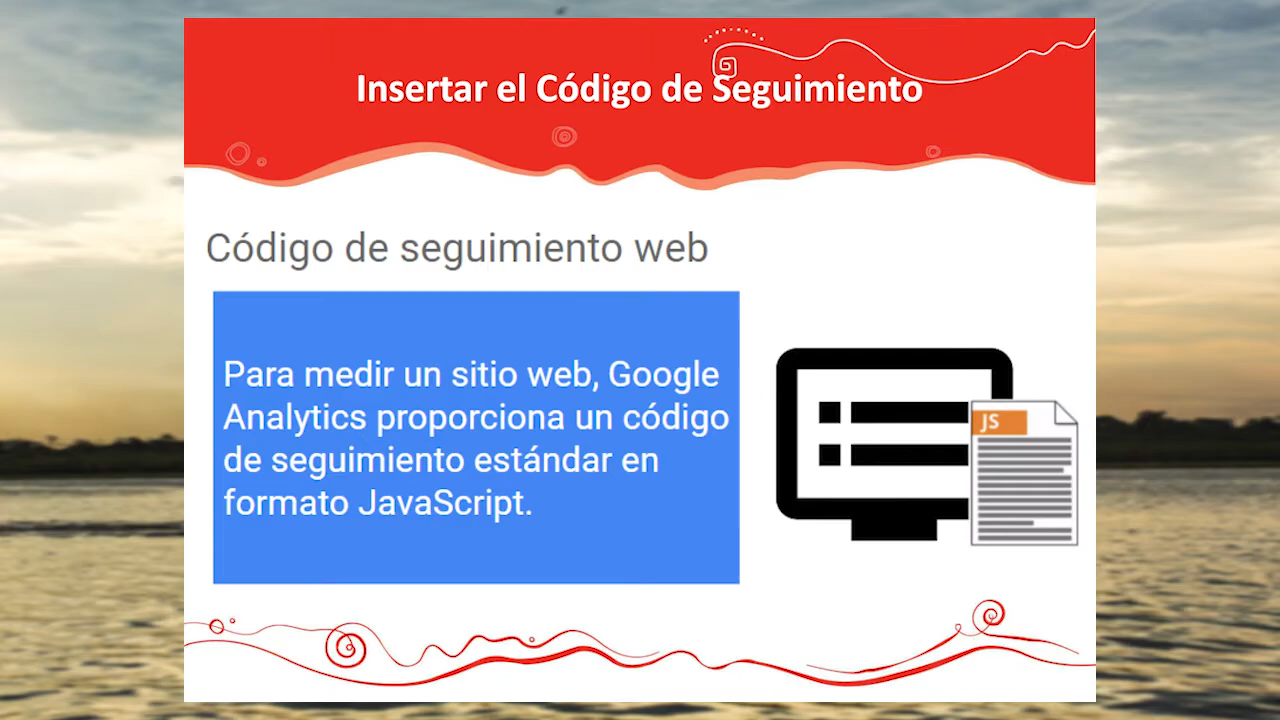 Insertar el Código de Seguimiento
Código de seguimiento web
Para medir un sitio web, Google
Analytics proporciona un código
de seguimiento estándar en
formato JavaScript.
JS